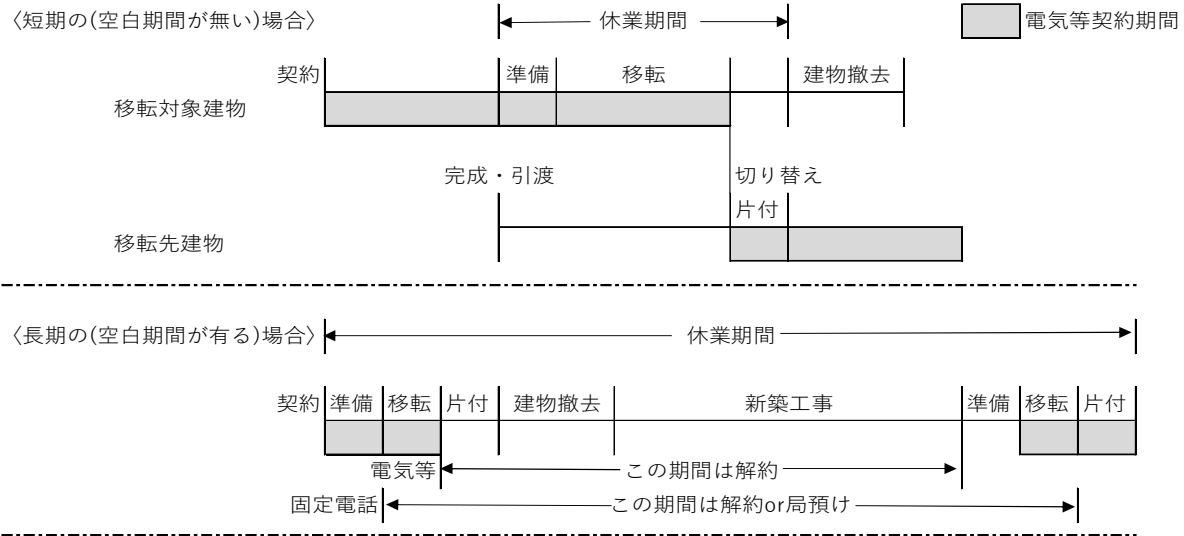 〈短期の(空白期間が無い)場合〉
休業期間
電気等契約期間
契約
準備
移転
建物撤去
移転対象建物
完成・引渡
切り替え
片付
移転先建物
〈長期の(空白期間が有る)場合〉
休業期間
契約
準備
移転
片付
建物撤去
新築工事
準備
移転
片付
電気等
この期間は解約
固定電話
この期間は解約or局預け